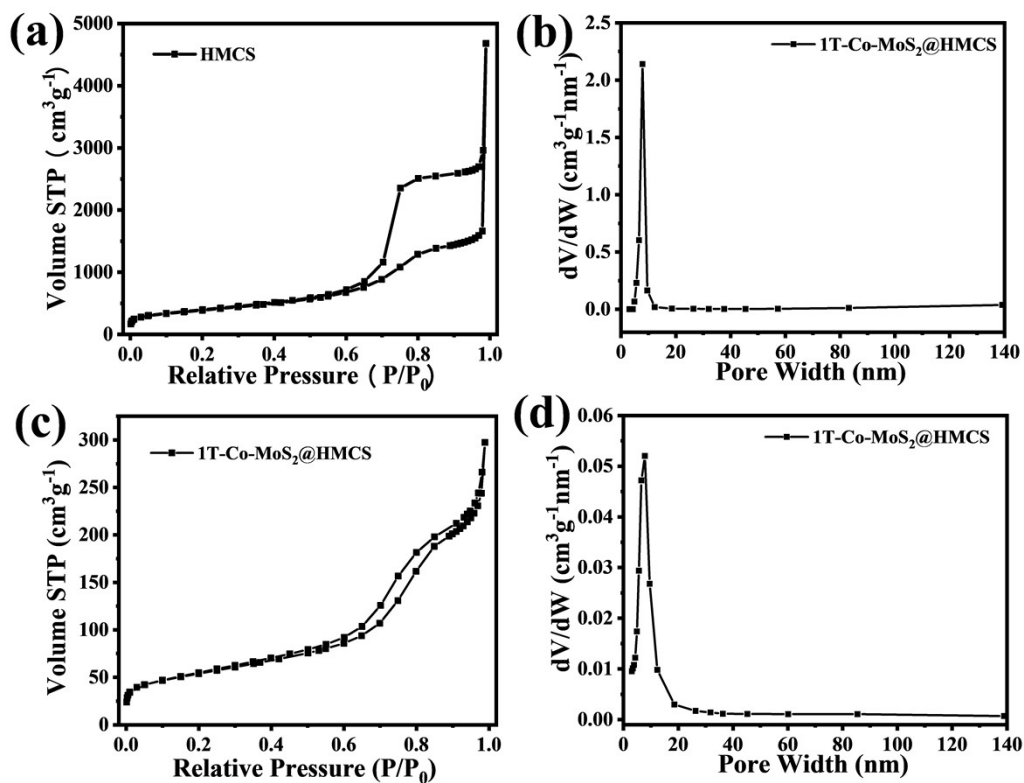 (a)
HMCS
Volume STP ( cm³g⁻¹)
5000
4000
3000
2000
1000
0
0.0 0.2 0.4 0.6 0.8 1.0
Relative Pressure ( P/P₀)
(b)
1T-Co-MoS₂@HMCS
dV/dW (cm³g⁻¹nm⁻¹)
2.5
2.0
1.5
1.0
0.5
0.0
0 20 40 60 80 100 120 140
Pore Width (nm)
(c)
1T-Co-MoS₂@HMCS
Volume STP (cm³g⁻¹)
300
250
200
150
100
50
0
0.0 0.2 0.4 0.6 0.8 1.0
Relative Pressure (P/P₀)
(d)
1T-Co-MoS₂@HMCS
dV/dW (cm³g⁻¹nm⁻¹)
0.06
0.05
0.04
0.03
0.02
0.01
0.00
0 20 40 60 80 100 120 140
Pore Width (nm)